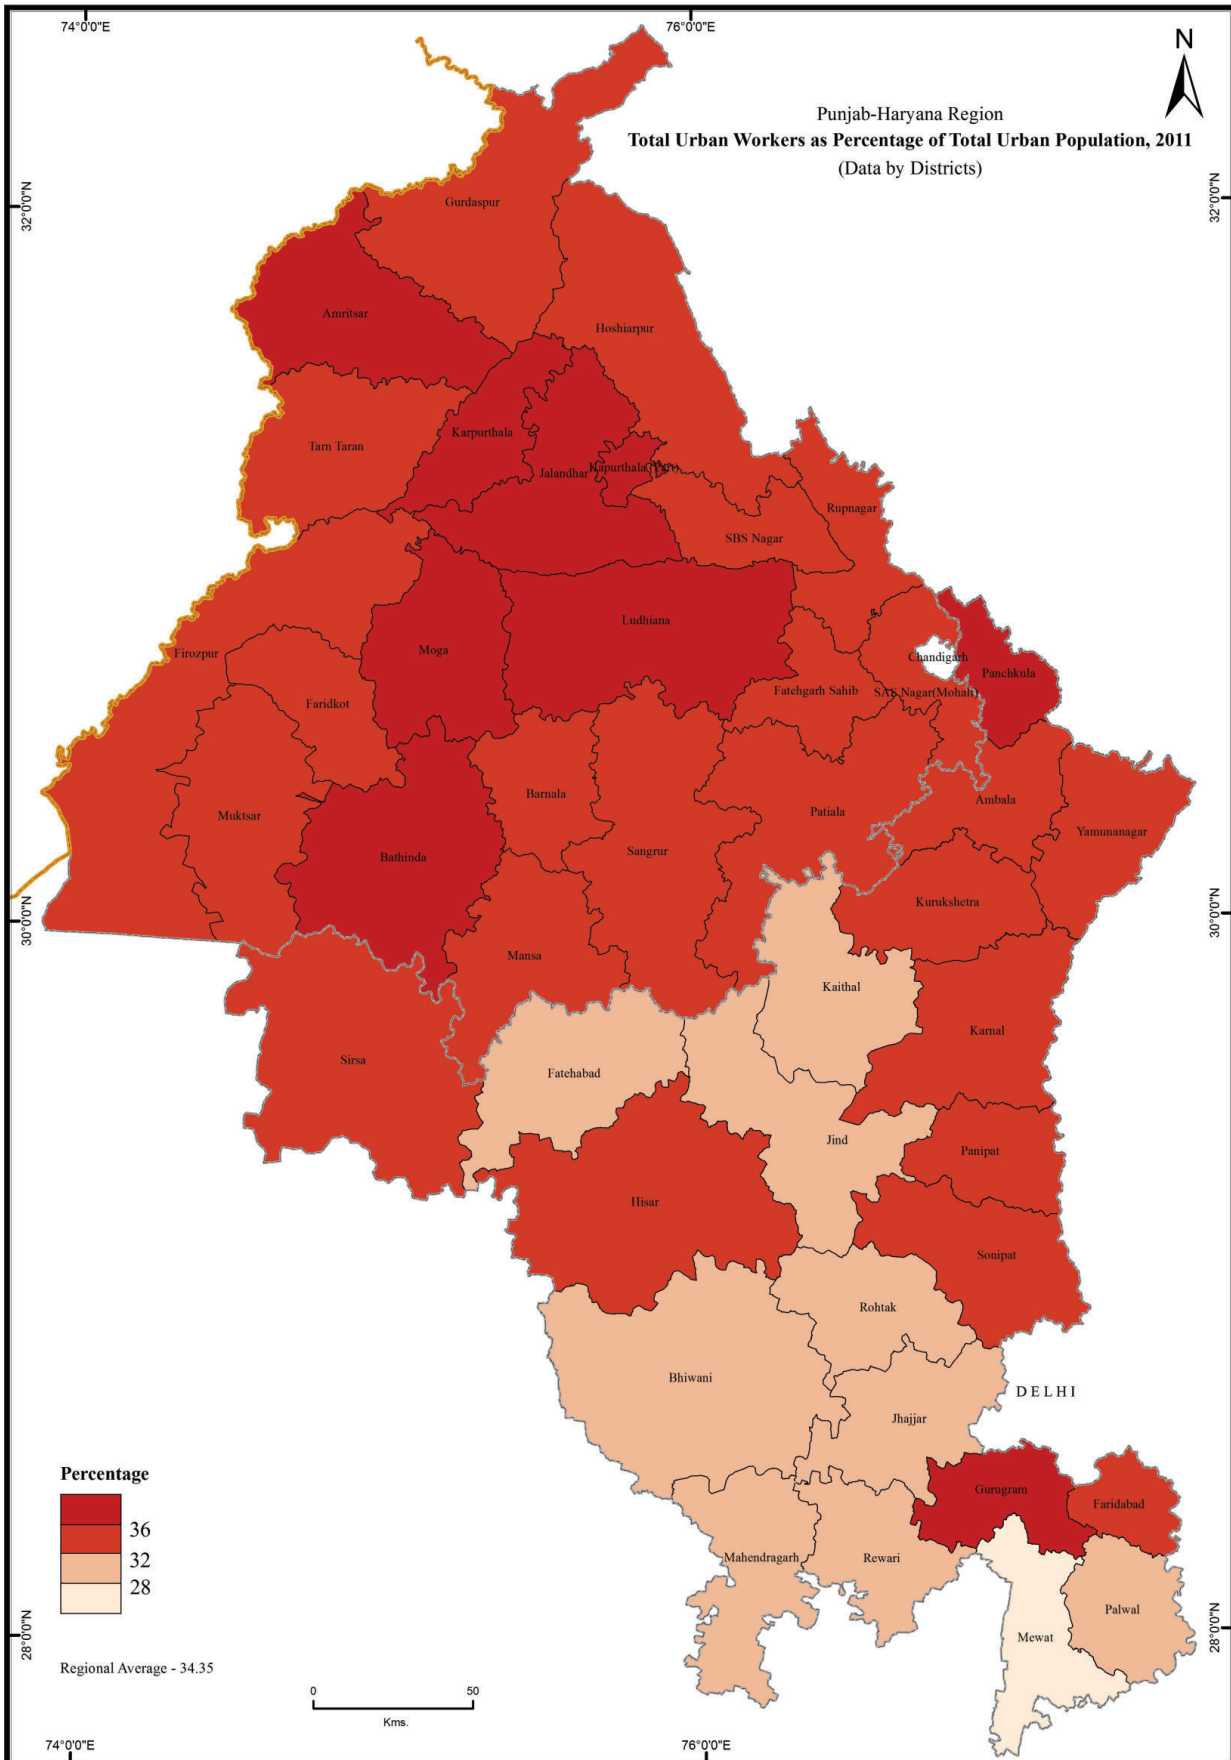 74°0'0"E
76°0'0"E
N
Punjab-Haryana Region
Total Urban Workers as Percentage of Total Urban Population, 2011
(Data by Districts)
32°0'0"N
32°0'0"N
Gurdaspur
Amritsar
Hoshiarpur
Karpurthala
Tarn Taran
Jalandhar
Kapurthala
Rupnagar
SBS Nagar
Ludhiana
Moga
Firozpur
Chandigarh
Panchkula
Fatehgarh Sahib
SAS Nagar(Mohali)
Faridkot
Barnala
Ambala
Muktsar
Patiala
Yamunanagar
Sangrur
Bathinda
Kurukshetra
30°0'0"N
30°0'0"N
Mansa
Kaithal
Karnal
Sirsa
Fatehabad
Jind
Panipat
Hisar
Sonipat
Rohtak
Bhiwani
DELHI
Jhajjar
Percentage
36
32
28
Gurugram
Faridabad
Mahendragarh
Rewari
Palwal
Mewat
28°0'0"N
28°0'0"N
Regional Average - 34.35
0
50
Kms.
74°0'0"E
76°0'0"E